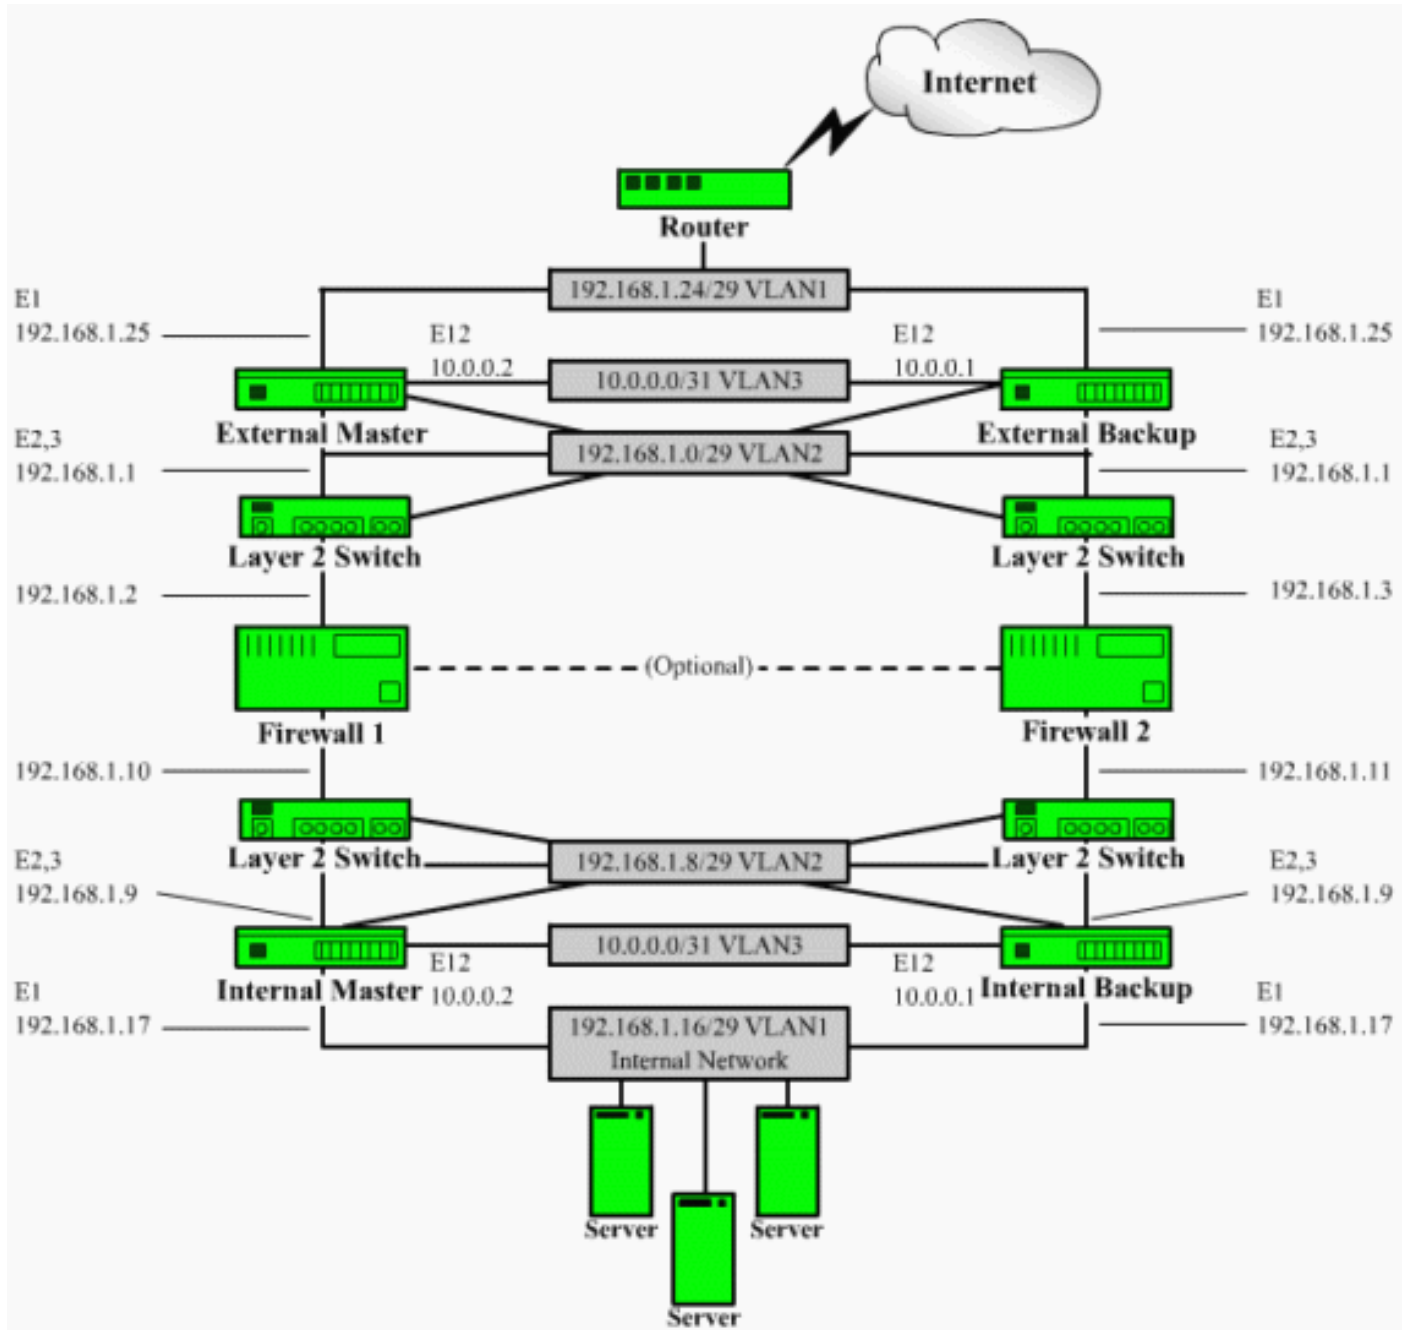 Internet
Router
192.168.1.24/29 VLAN1
E1
192.168.1.25
E1
192.168.1.25
E12
10.0.0.2
10.0.0.0/31 VLAN3
E12
10.0.0.1
External Master
External Backup
E2,3
192.168.1.1
192.168.1.0/29 VLAN2
E2,3
192.168.1.1
Layer 2 Switch
Layer 2 Switch
192.168.1.2
192.168.1.3
(Optional)
Firewall 1
Firewall 2
192.168.1.10
192.168.1.11
Layer 2 Switch
192.168.1.8/29 VLAN2
Layer 2 Switch
E2,3
192.168.1.9
E2,3
192.168.1.9
10.0.0.0/31 VLAN3
Internal Master
E12
10.0.0.2
E12
10.0.0.1
Internal Backup
E1
192.168.1.17
192.168.1.16/29 VLAN1
Internal Network
E1
192.168.1.17
Server
Server
Server